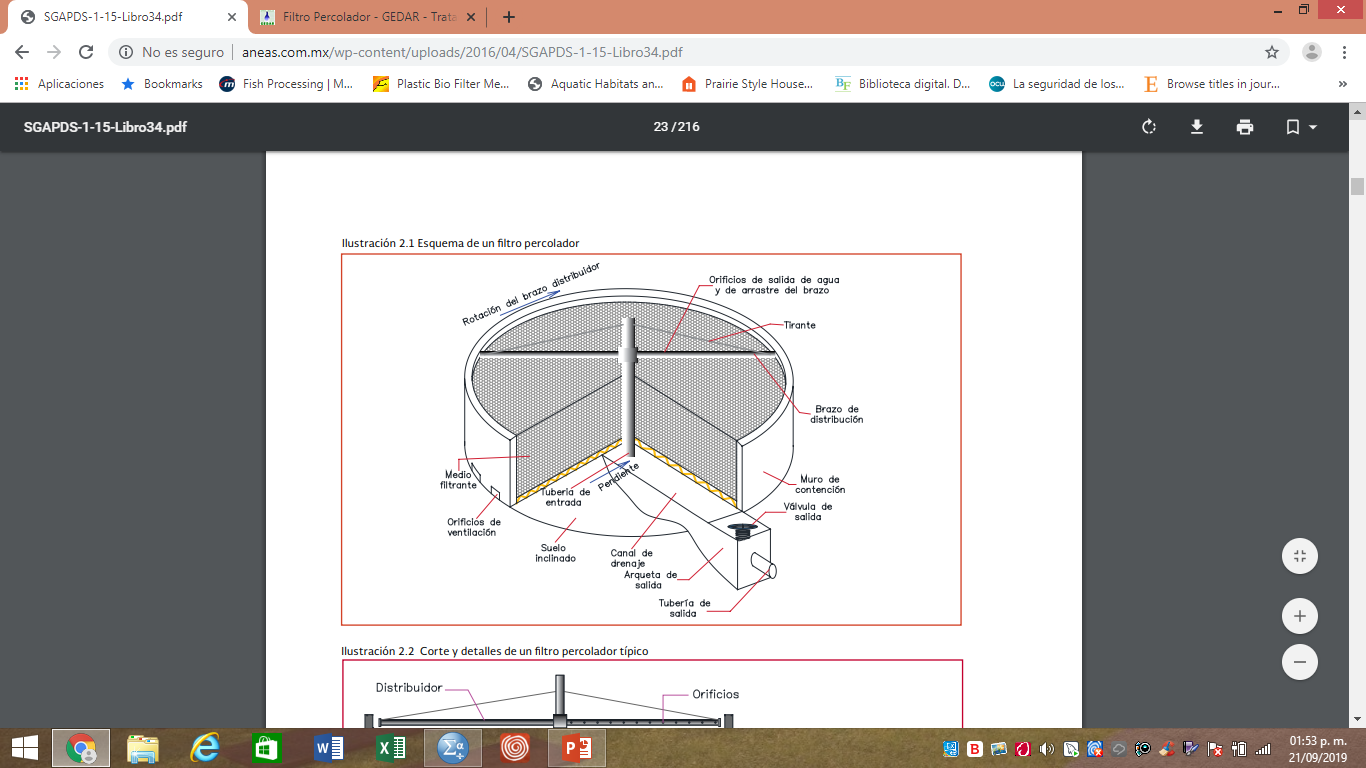 SGAPDS-1-15-Libro34.pdf
Filtro Percolador - GEDAR - Trata
No es seguro
aneas.com.mx/wp-content/uploads/2016/04/SGAPDS-1-15-Libro34.pdf
Aplicaciones
Bookmarks
Fish Processing | M...
Plastic Bio Filter Me...
Aquatic Habitats an...
Prairie Style House...
Biblioteca digital. D...
La seguridad de los...
Browse titles in jour...
SGAPDS-1-15-Libro34.pdf
23 / 216
Ilustración 2.1 Esquema de un filtro percolador
Rotación del brazo distribuidor
Orificios de salida de agua
y de arrastre del brazo
Tirante
Brazo de
distribución
Medio
filtrante
Tubería de
entrada
Pendiente
Muro de
contención
Válvula de
salida
Orificios de
ventilación
Suelo
inclinado
Canal de
drenaje
Arqueta de
salida
Tubería de
salida
Ilustración 2.2 Corte y detalles de un filtro percolador típico
Distribuidor
Orificios
01:53 p. m.
21/09/2019